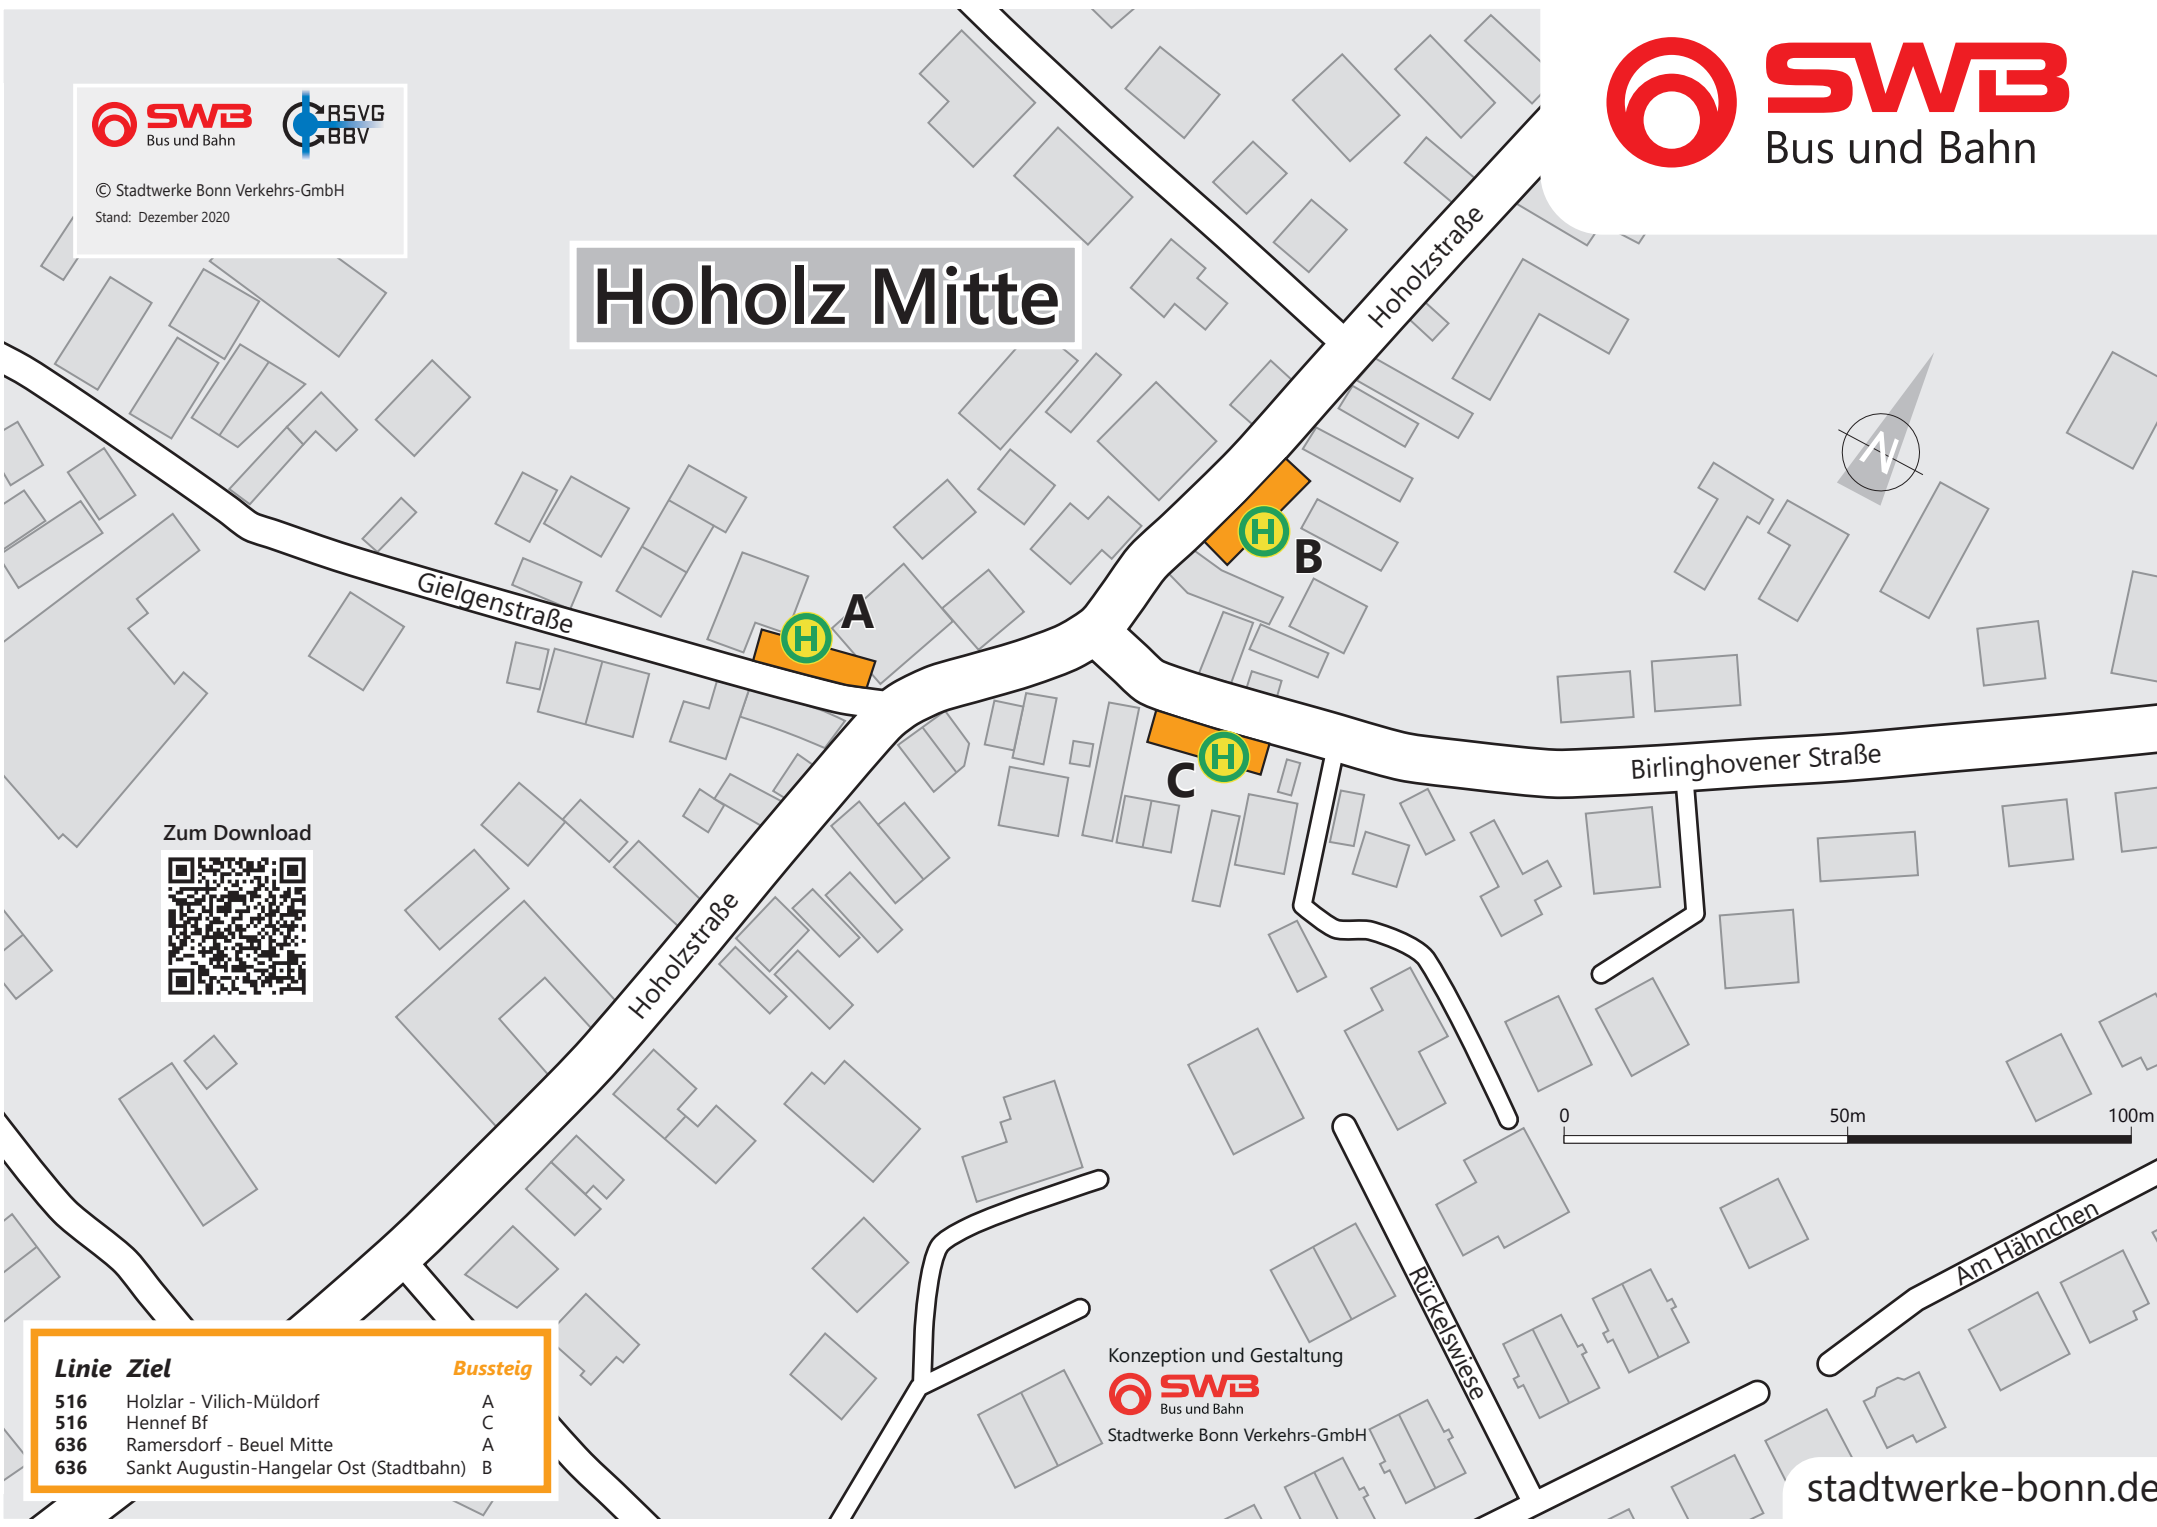 SWB
Bus und Bahn
RSVG
BBV
© Stadtwerke Bonn Verkehrs-GmbH
Stand: Dezember 2020
SWB
Bus und Bahn
Hoholz Mitte
Hoholzstraße
N
H
B
Gielgenstraße
H
A
H
C
Birlinghovener Straße
Zum Download
Hoholzstraße
0 50m 100m
Am Hähnchen
Rückelswiese
Linie Ziel Bussteig
516 Holzlar - Vilich-Müldorf A
516 Hennef Bf C
636 Ramersdorf - Beuel Mitte A
636 Sankt Augustin-Hangelar Ost (Stadtbahn) B
Konzeption und Gestaltung
SWB
Bus und Bahn
Stadtwerke Bonn Verkehrs-GmbH
stadtwerke-bonn.de